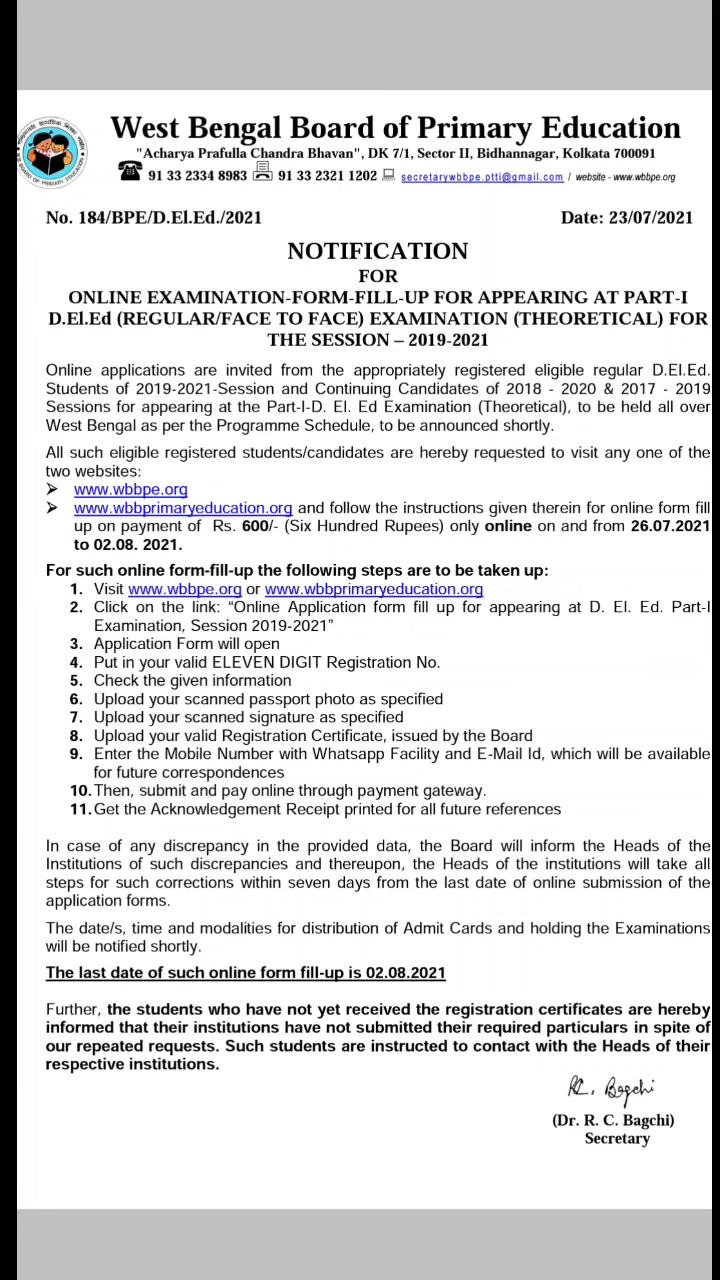 West Bengal Board of Primary Education
"Acharya Prafulla Chandra Bhavan", DK 7/1, Sector II, Bidhannagar, Kolkata 700091
91 33 2334 8983 91 33 2321 1202 secretarywbbpe.ptti@gmail.com / website - www.wbbpe.org
No. 184/BPE/D.El.Ed./2021 Date: 23/07/2021
NOTIFICATION
FOR
ONLINE EXAMINATION-FORM-FILL-UP FOR APPEARING AT PART-I
D.El.Ed (REGULAR/FACE TO FACE) EXAMINATION (THEORETICAL) FOR
THE SESSION – 2019-2021
Online applications are invited from the appropriately registered eligible regular D.El.Ed.
Students of 2019-2021-Session and Continuing Candidates of 2018 - 2020 & 2017 - 2019
Sessions for appearing at the Part-I-D. El. Ed Examination (Theoretical), to be held all over
West Bengal as per the Programme Schedule, to be announced shortly.
All such eligible registered students/candidates are hereby requested to visit any one of the
two websites:
➢ www.wbbpe.org
➢ www.wbbprimaryeducation.org and follow the instructions given therein for online form fill
up on payment of Rs. 600/- (Six Hundred Rupees) only online on and from 26.07.2021
to 02.08. 2021.
For such online form-fill-up the following steps are to be taken up:
1. Visit www.wbbpe.org or www.wbbprimaryeducation.org
2. Click on the link: “Online Application form fill up for appearing at D. El. Ed. Part-I
Examination, Session 2019-2021”
3. Application Form will open
4. Put in your valid ELEVEN DIGIT Registration No.
5. Check the given information
6. Upload your scanned passport photo as specified
7. Upload your scanned signature as specified
8. Upload your valid Registration Certificate, issued by the Board
9. Enter the Mobile Number with Whatsapp Facility and E-Mail Id, which will be available
for future correspondences
10. Then, submit and pay online through payment gateway.
11. Get the Acknowledgement Receipt printed for all future references
In case of any discrepancy in the provided data, the Board will inform the Heads of the
Institutions of such discrepancies and thereupon, the Heads of the institutions will take all
steps for such corrections within seven days from the last date of online submission of the
application forms.
The date/s, time and modalities for distribution of Admit Cards and holding the Examinations
will be notified shortly.
The last date of such online form fill-up is 02.08.2021
Further, the students who have not yet received the registration certificates are hereby
informed that their institutions have not submitted their required particulars in spite of
our repeated requests. Such students are instructed to contact with the Heads of their
respective institutions.
RC. Bagchi
(Dr. R. C. Bagchi)
Secretary